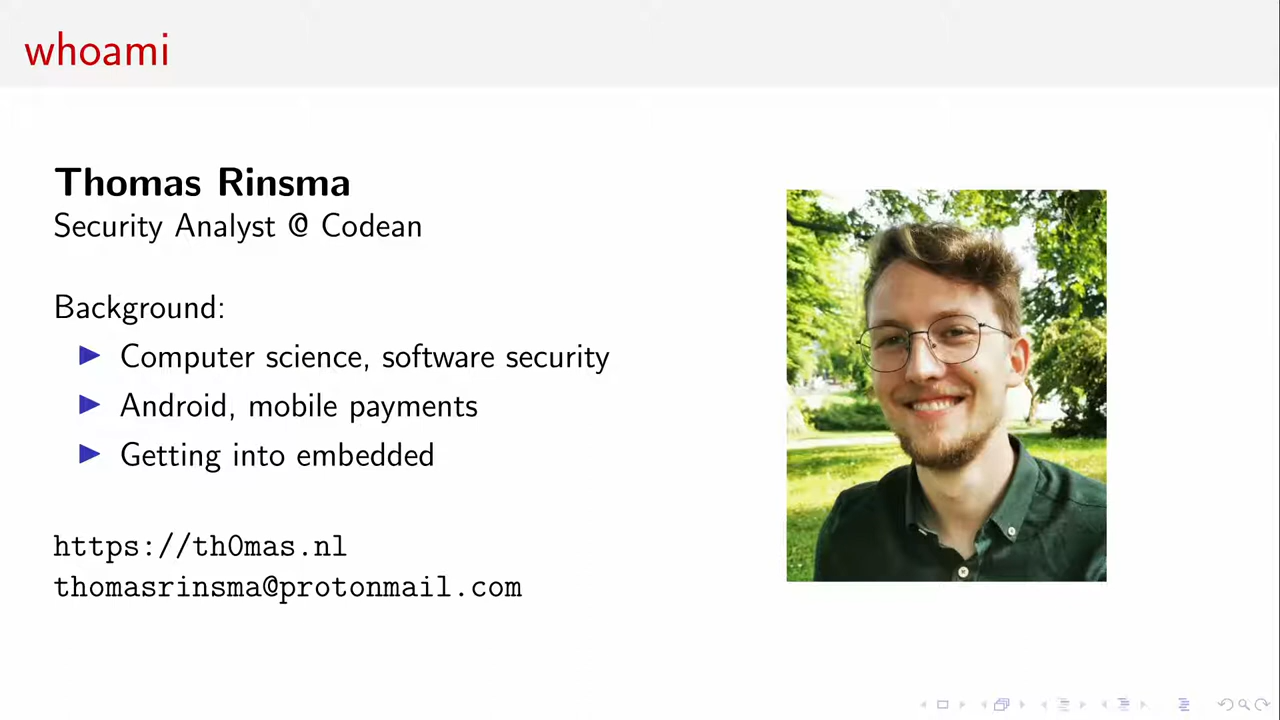 whoami
Thomas Rinsma
Security Analyst @ Codean
Background:
Computer science, software security
Android, mobile payments
Getting into embedded
https://th0mas.nl
thomasrinsma@protonmail.com